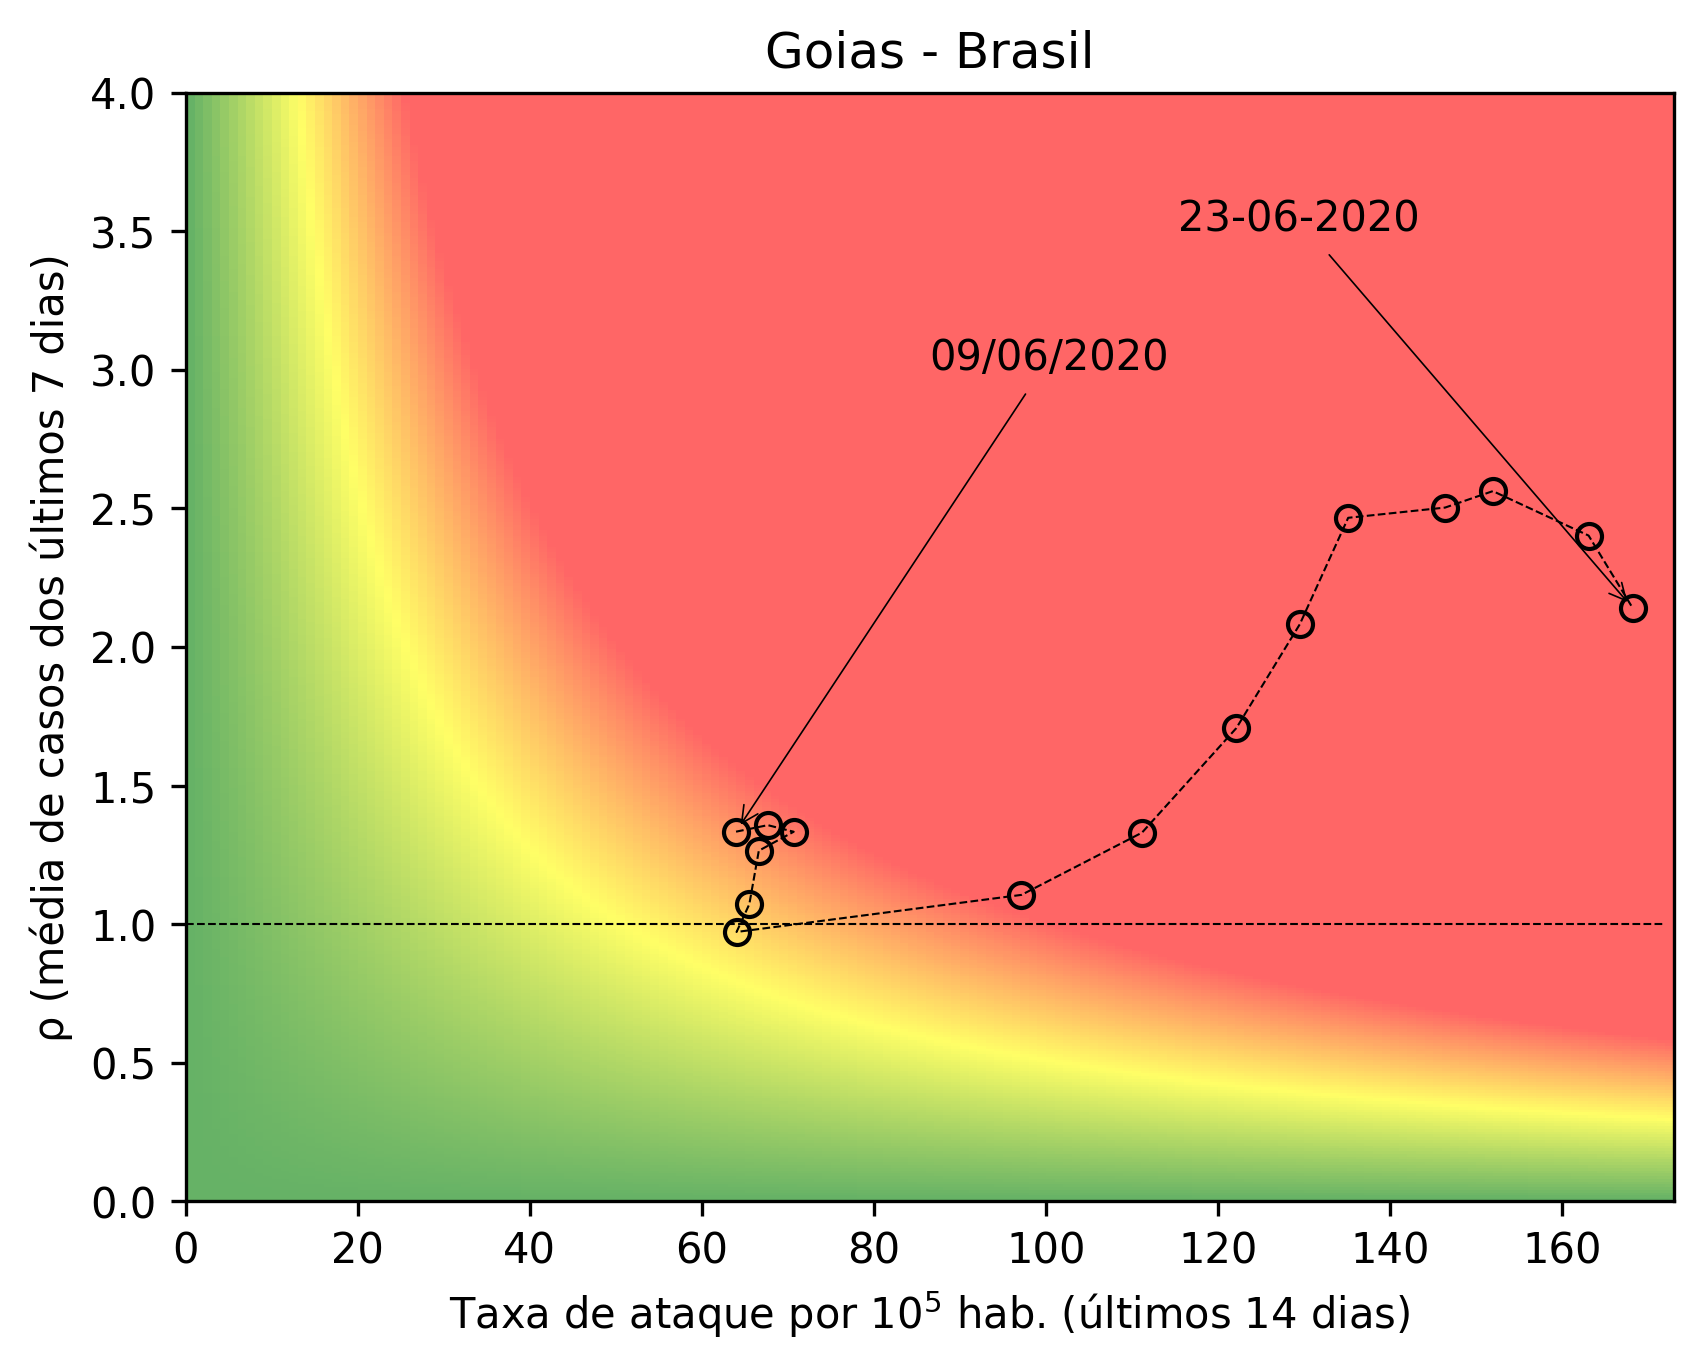 Goias - Brasil
4.0
3.5
3.0
2.5
2.0
1.5
1.0
0.5
0.0
ρ (média de casos dos últimos 7 dias)
23-06-2020
09/06/2020
0 20 40 60 80 100 120 140 160
Taxa de ataque por 10⁵ hab. (últimos 14 dias)